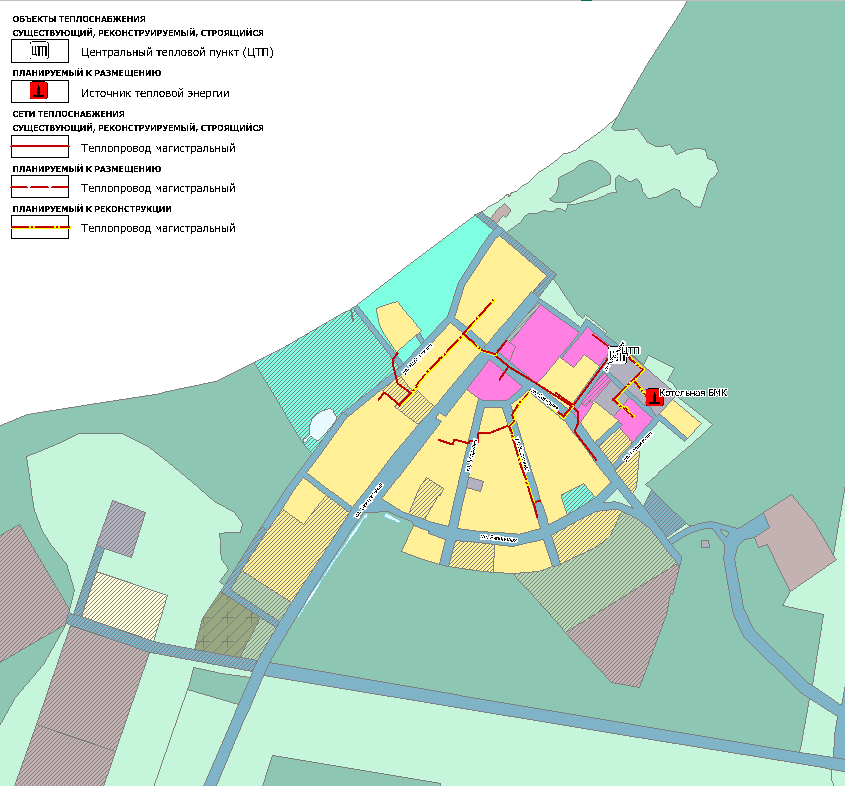 ОБЪЕКТЫ ТЕПЛОСНАБЖЕНИЯ
СУЩЕСТВУЮЩИЙ, РЕКОНСТРУИРУЕМЫЙ, СТРОЯЩИЙСЯ
ЦТП
Центральный тепловой пункт (ЦТП)
ПЛАНИРУЕМЫЙ К РАЗМЕЩЕНИЮ
Источник тепловой энергии
СЕТИ ТЕПЛОСНАБЖЕНИЯ
СУЩЕСТВУЮЩИЙ, РЕКОНСТРУИРУЕМЫЙ, СТРОЯЩИЙСЯ
Теплопровод магистральный
ПЛАНИРУЕМЫЙ К РАЗМЕЩЕНИЮ
Теплопровод магистральный
ПЛАНИРУЕМЫЙ К РЕКОНСТРУКЦИИ
Теплопровод магистральный
ЦТП
ЦТП
Котельная БМК